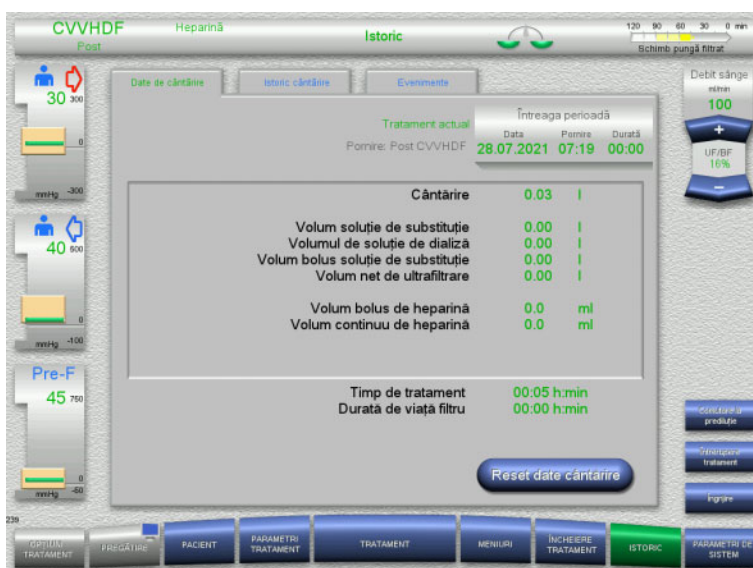 CVVHDF
Post
Heparină
Istoric
120 90 60 30 0 min
Schimb pungă filtrat
30 300
0
mmHg -300
40 600
0
mmHg -100
Pre-F
45 750
0
mmHg -60
Date de cântărire
Istoric cântărire
Evenimente
Tratament actual
Pornire: Post CVVHDF
Întreaga perioadă
Data Pornire Durată
28.07.2021 07:19 00:00
Cântărire 0.03 l
Volum soluție de substituție 0.00 l
Volumul de soluție de dializă 0.00 l
Volum bolus soluție de substituție 0.00 l
Volum net de ultrafiltrare 0.00 l
Volum bolus de heparină 0.0 ml
Volum continuu de heparină 0.0 ml
Timp de tratament 00:05 h:min
Durată de viață filtru 00:00 h:min
Reset date cântărire
Debit sânge
ml/min
100
+
UF/BF
16%
−
prediluție
tratament
Îngrijire
239
OPȚIUNI
TRATAMENT
PREGĂTIRE
PACIENT
PARAMETRI
TRATAMENT
TRATAMENT
MENIURI
ÎNCHEIERE
TRATAMENT
ISTORIC
PARAMETRI DE
SISTEM